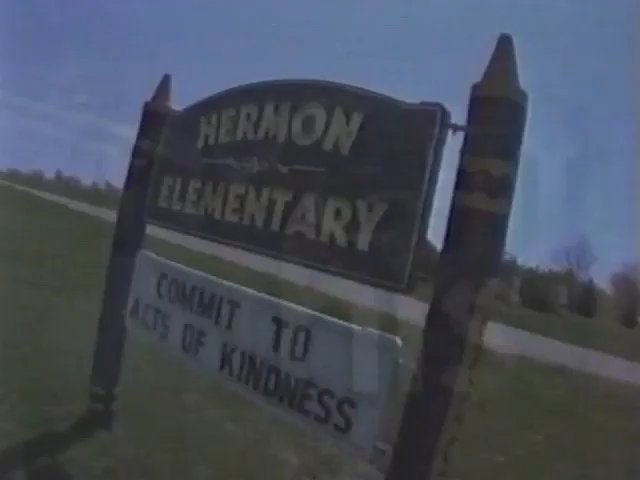 HERMON
ELEMENTARY
COMMIT TO
ACTS OF KINDNESS